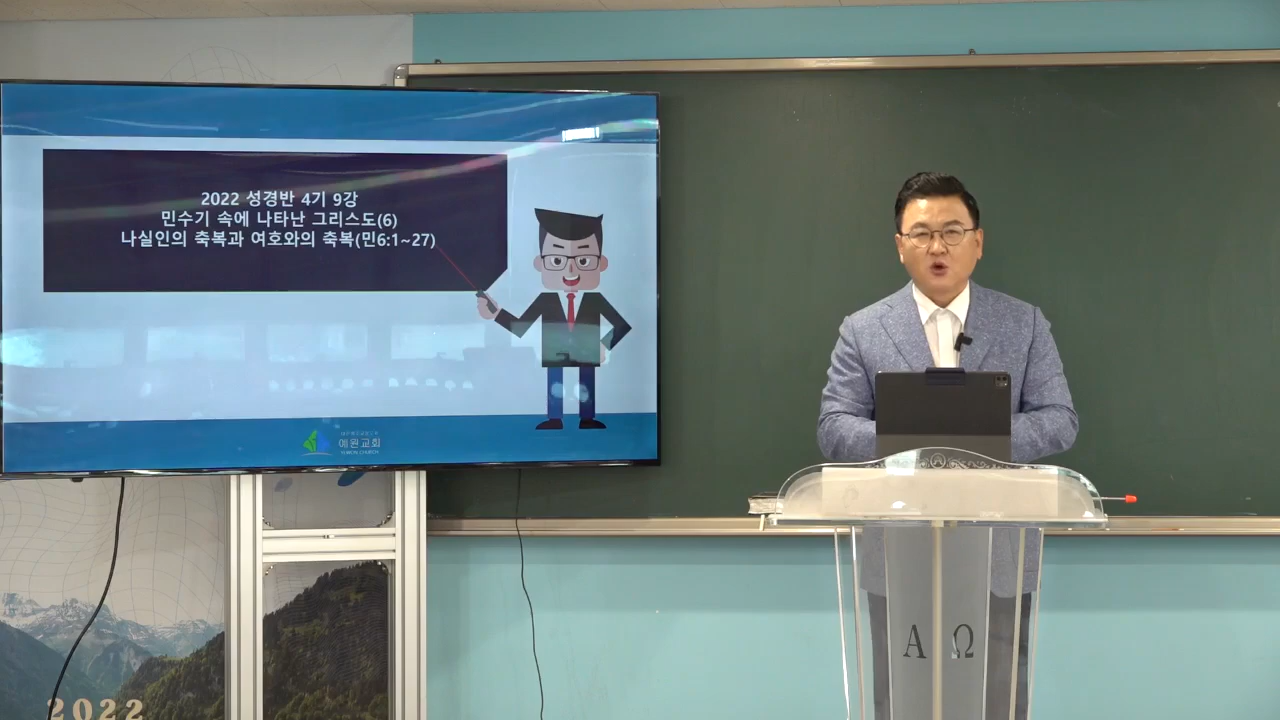 2022 성경반 4기 9강
민수기 속에 나타난 그리스도(6)
나실인의 축복과 여호와의 축복(민6:1~27)
예원교회
YEWON CHURCH
Α Ω
2022